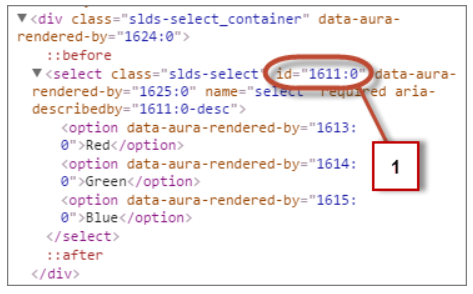 ▼<div class="slds-select_container" data-aura-
rendered-by="1624:0">
::before
▼<select class="slds-select" id="1611:0" data-aura-
rendered-by="1625:0" name="select" required aria-
describedby="1611:0-desc">
<option data-aura-rendered-by="1613:
0">Red</option>
<option data-aura-rendered-by="1614:
0">Green</option>
1
<option data-aura-rendered-by="1615:
0">Blue</option>
</select>
::after
</div>